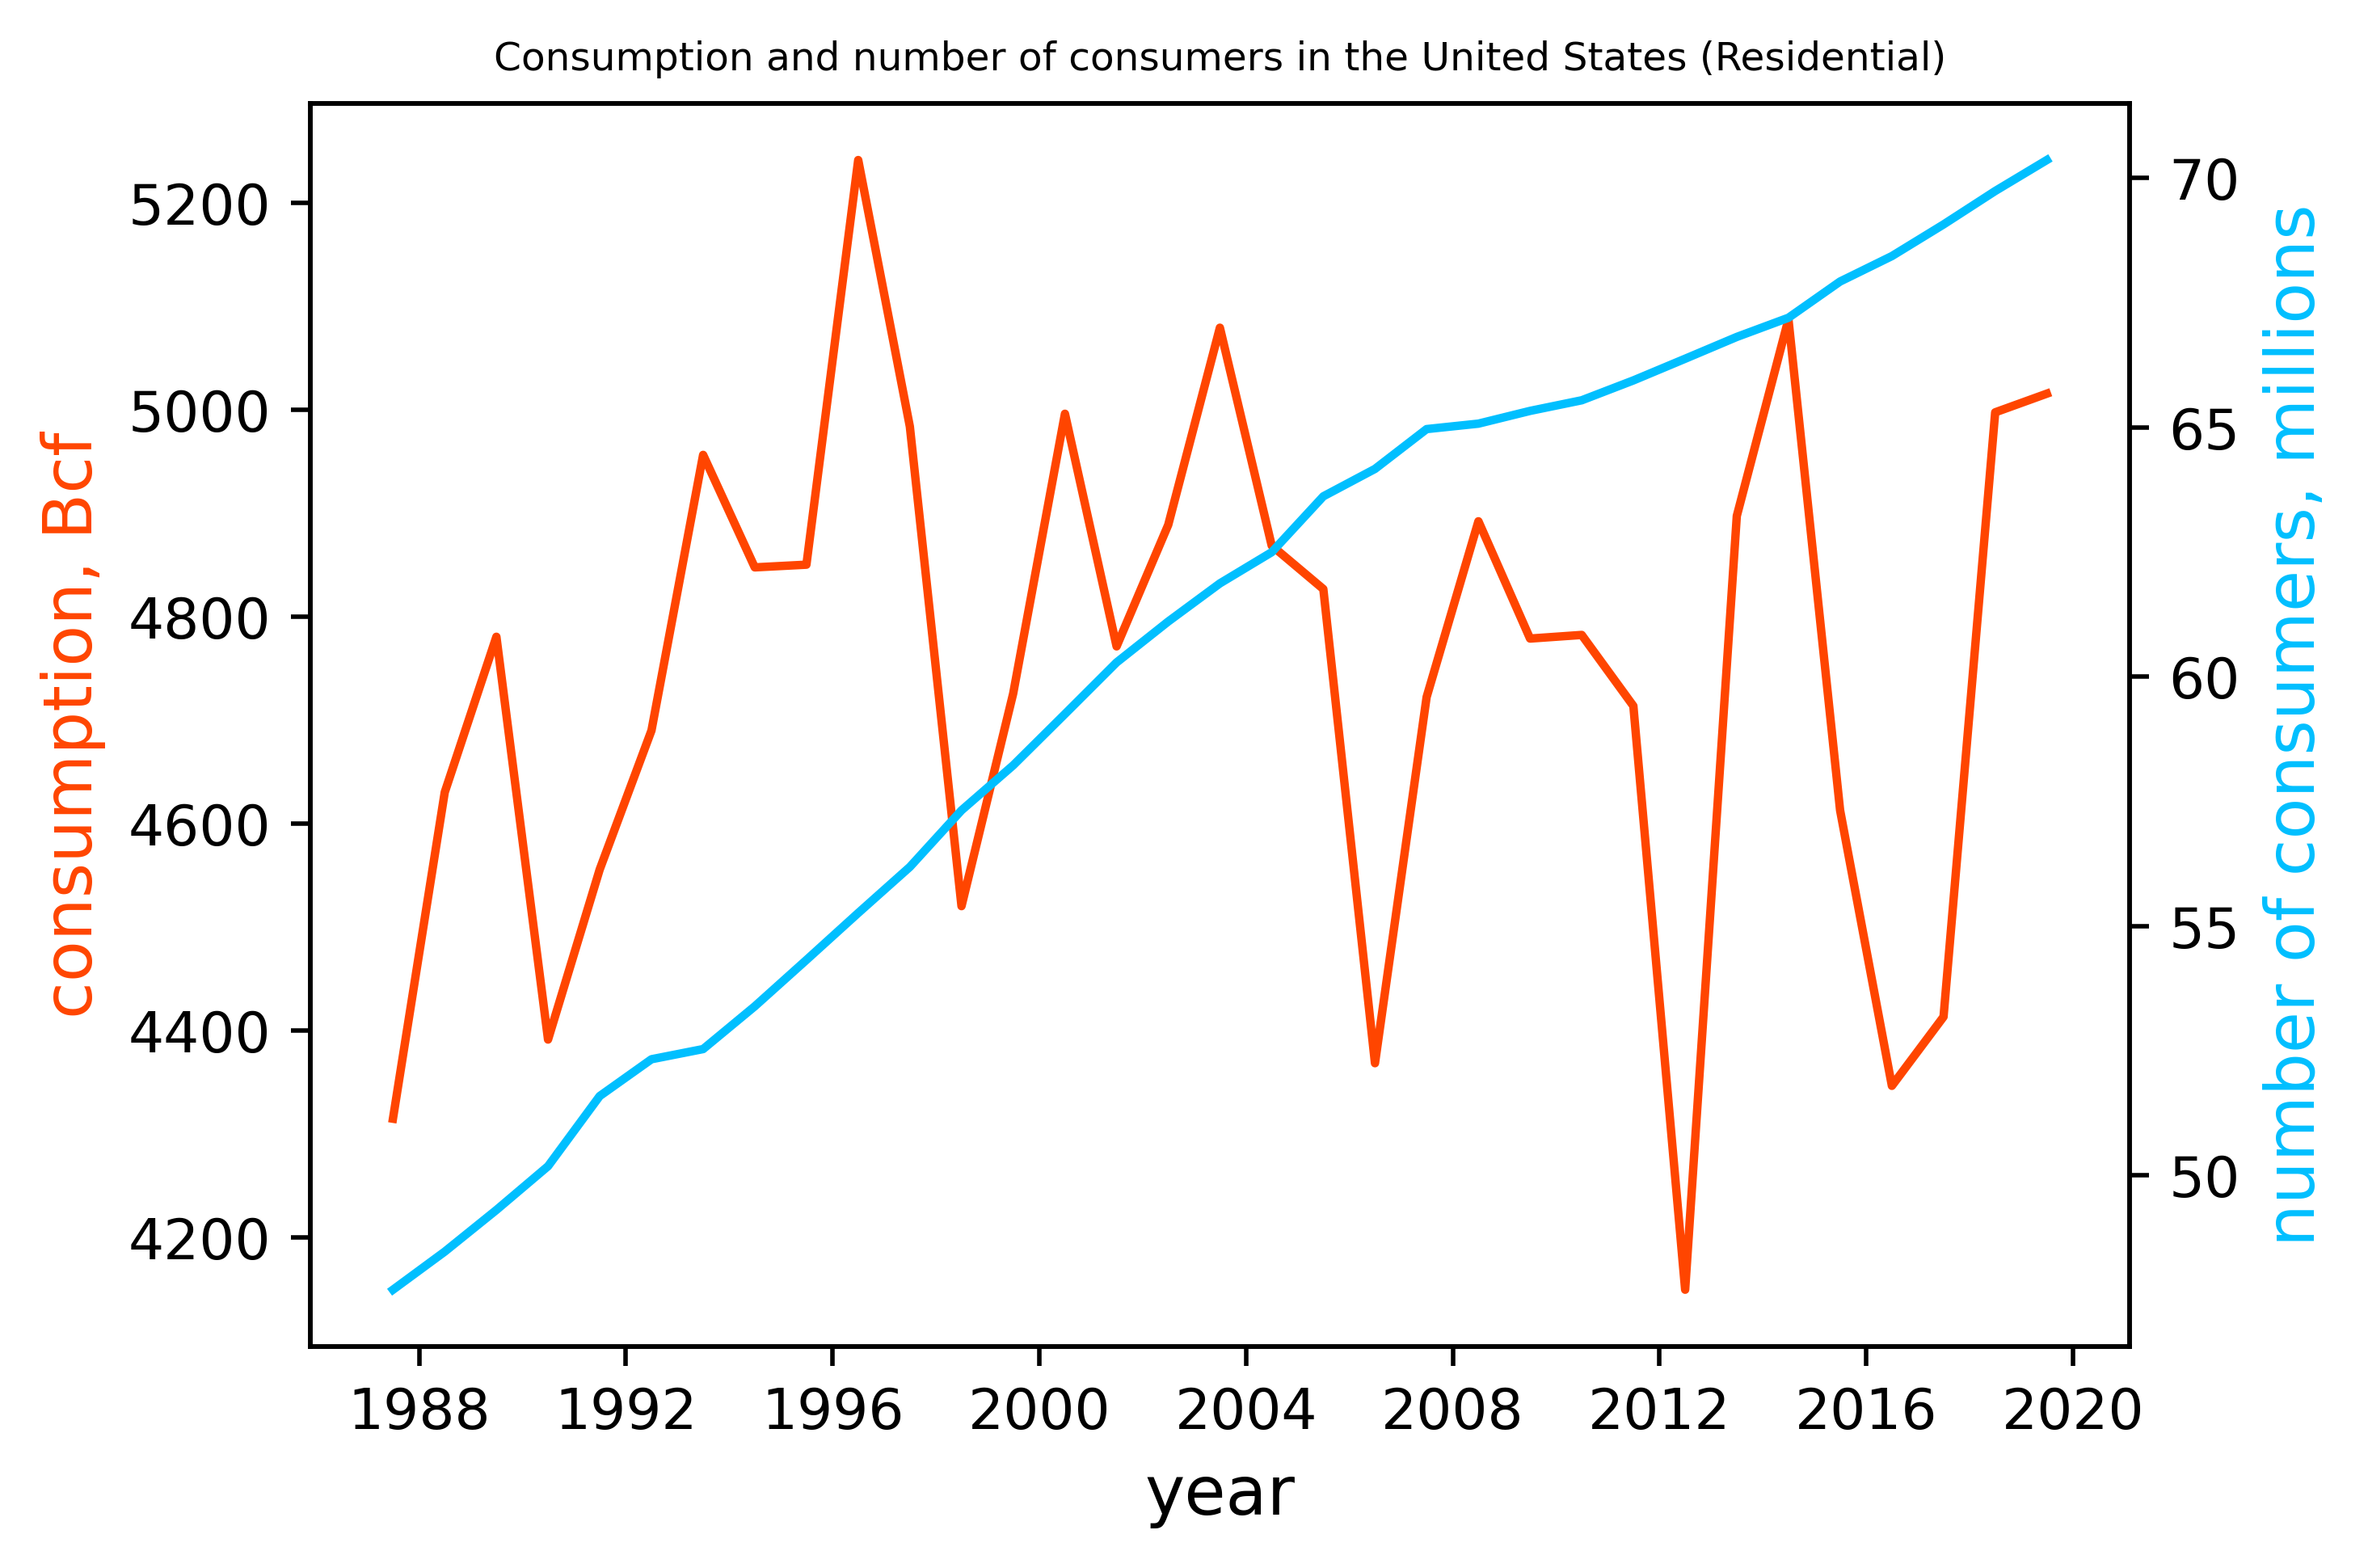 Consumption and number of consumers in the United States (Residential)
consumption, Bcf
5200
5000
4800
4600
4400
4200
70
65
60
55
50
number of consumers, millions
1988 1992 1996 2000 2004 2008 2012 2016 2020
year